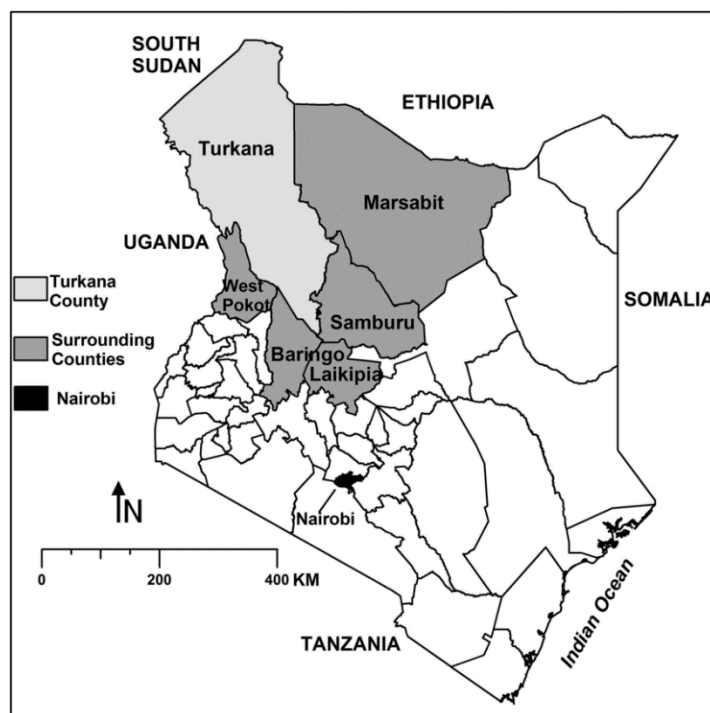 SOUTH
SUDAN
ETHIOPIA
Turkana
Marsabit
UGANDA
West
Pokot
Turkana
County
SOMALIA
Samburu
Surrounding
Counties
Baringo
Laikipia
Nairobi
N
Nairobi
0 200 400 KM
Indian Ocean
TANZANIA